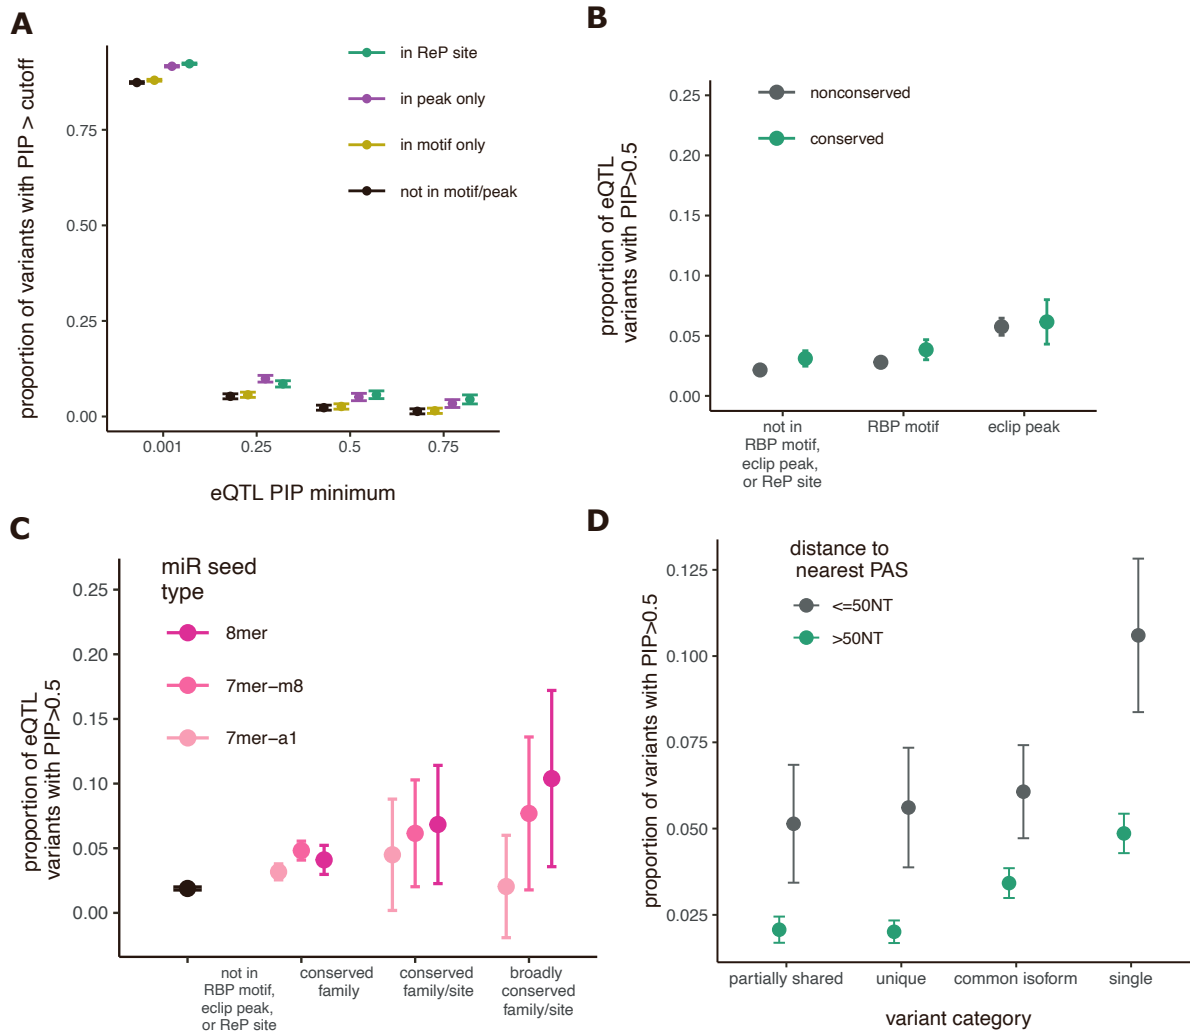 A
proportion of variants with PIP > cutoff
0.75
0.50
0.25
0.00
in ReP site
in peak only
in motif only
not in motif/peak
0.001
0.25
0.5
0.75
eQTL PIP minimum
B
proportion of eQTL
variants with PIP>0.5
0.25
0.20
0.15
0.10
0.05
0.00
nonconserved
conserved
not in
RBP motif,
eclip peak,
or ReP site
RBP motif
eclip peak
C
proportion of eQTL
variants with PIP>0.5
0.25
0.20
0.15
0.10
0.05
0.00
miR seed
type
8mer
7mer−m8
7mer−a1
not in
RBP motif,
eclip peak,
or ReP site
conserved
family
conserved
family/site
broadly
conserved
family/site
D
proportion of variants with PIP>0.5
0.125
0.100
0.075
0.050
0.025
distance to
nearest PAS
<=50NT
>50NT
partially shared
unique
common isoform
single
variant category